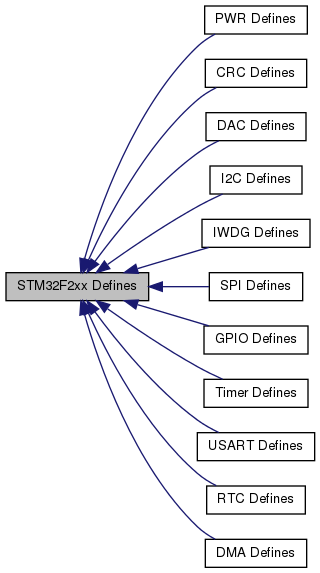 PWR Defines
CRC Defines
DAC Defines
I2C Defines
IWDG Defines
STM32F2xx Defines
SPI Defines
GPIO Defines
Timer Defines
USART Defines
RTC Defines
DMA Defines